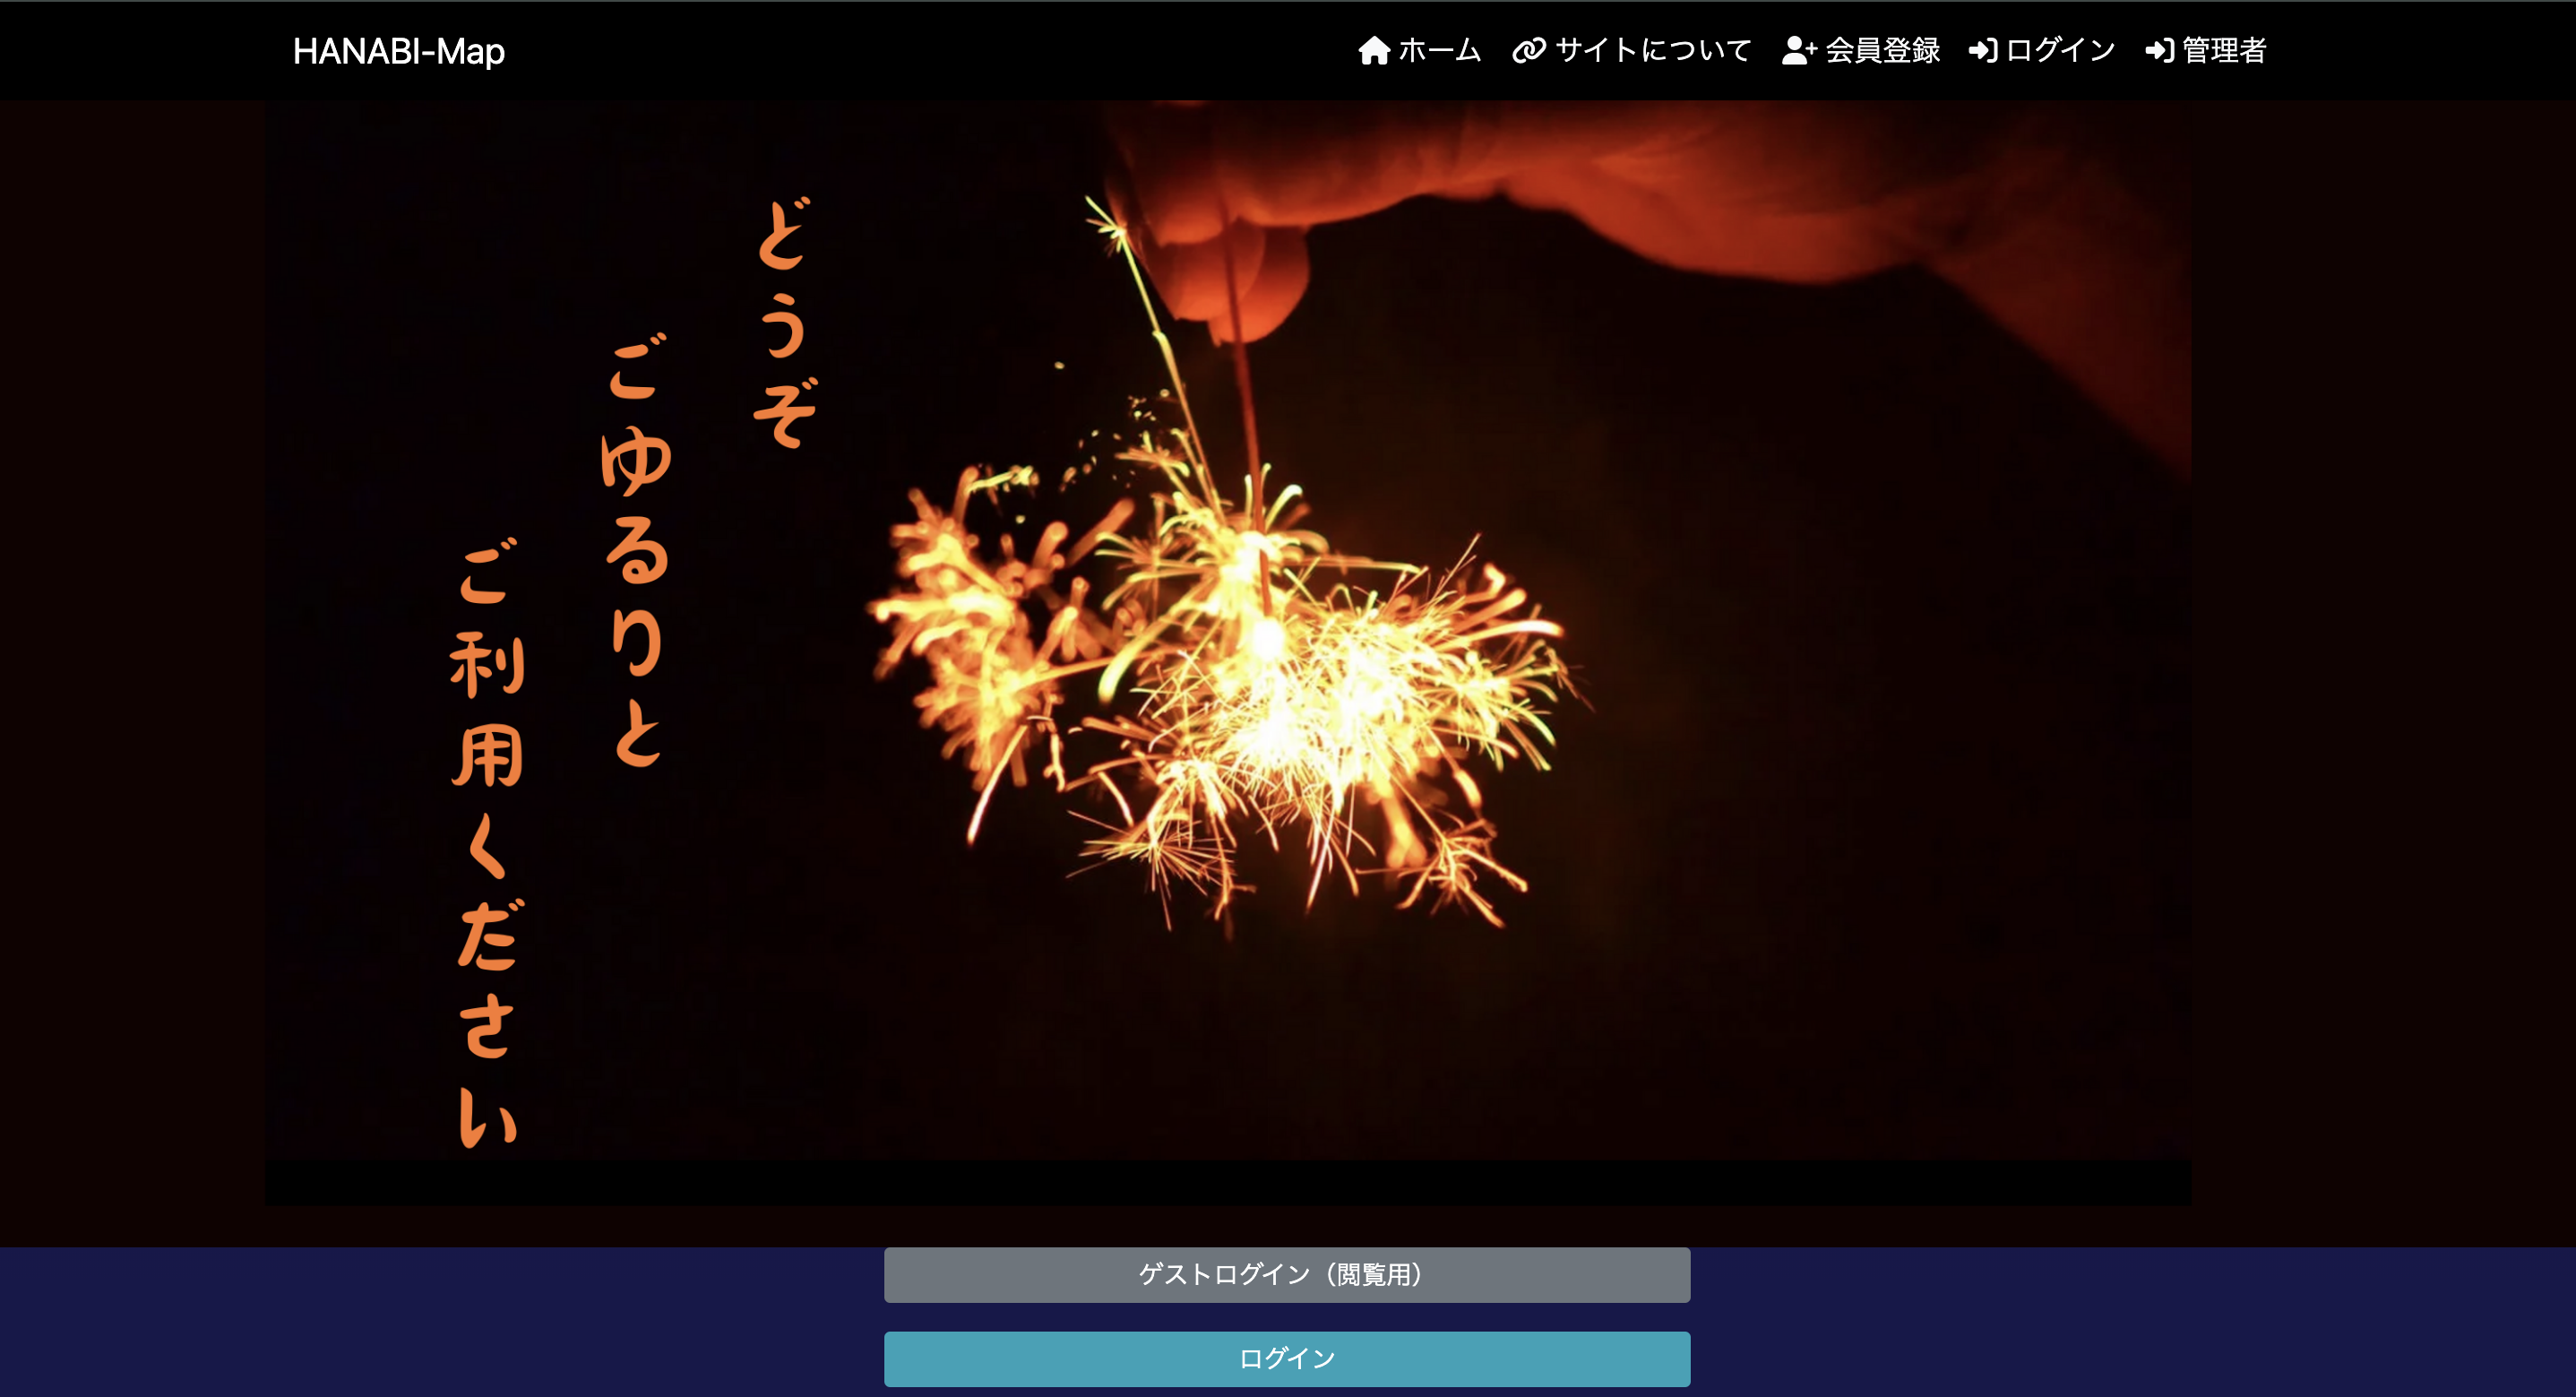 HANABI-Map
ホーム
サイトについて
会員登録
ログイン
管理者
どうぞ
ごゆるりと
ご利用ください
ゲストログイン（閲覧用）
ログイン